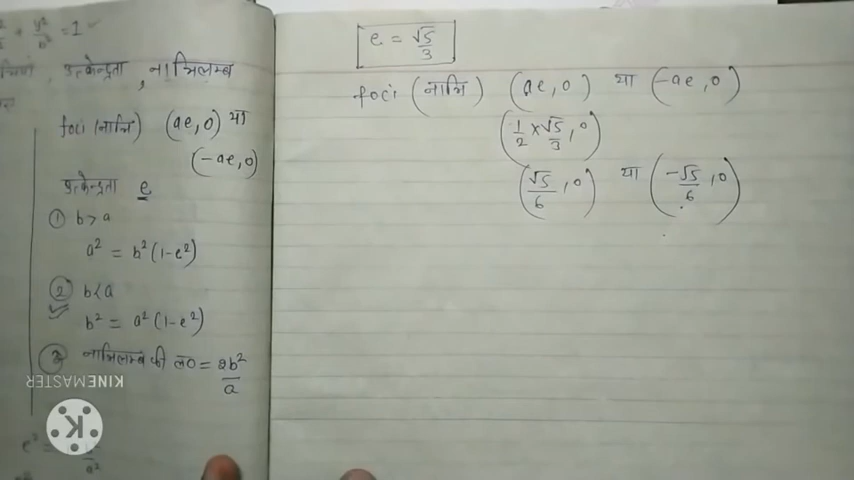 + y²/b² = 1
, उत्केन्द्रता , नाभिलम्ब
foci (नाभि) (ae, 0) या
(-ae, 0)
उत्केन्द्रता e
① b > a
a² = b² (1-e²)
② b < a
b² = a² (1-e²)
③ नाभिलम्ब की ल० = 2b²/a
KINEMASTER
e² =
a²
e = √5/3
foci (नाभि) (ae, 0) या (-ae, 0)
(1/2 × √5/3, 0)
(√5/6, 0) या (-√5/6, 0)